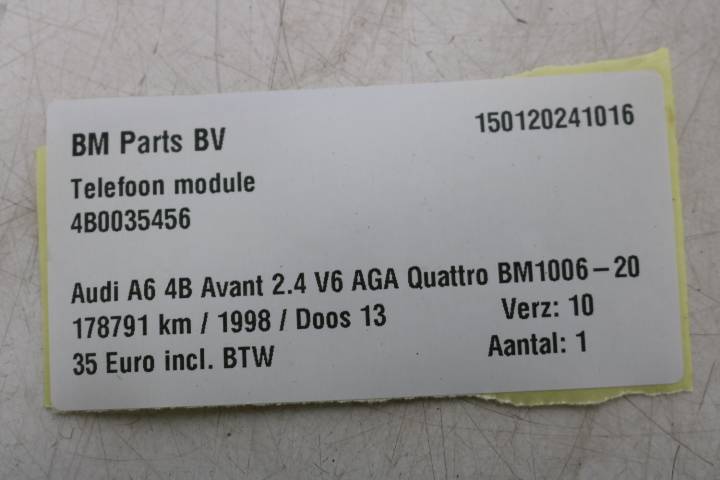 BM Parts BV 150120241016
Telefoon module
4B0035456
Audi A6 4B Avant 2.4 V6 AGA Quattro BM1006-20
178791 km / 1998 / Doos 13 Verz: 10
35 Euro incl. BTW Aantal: 1